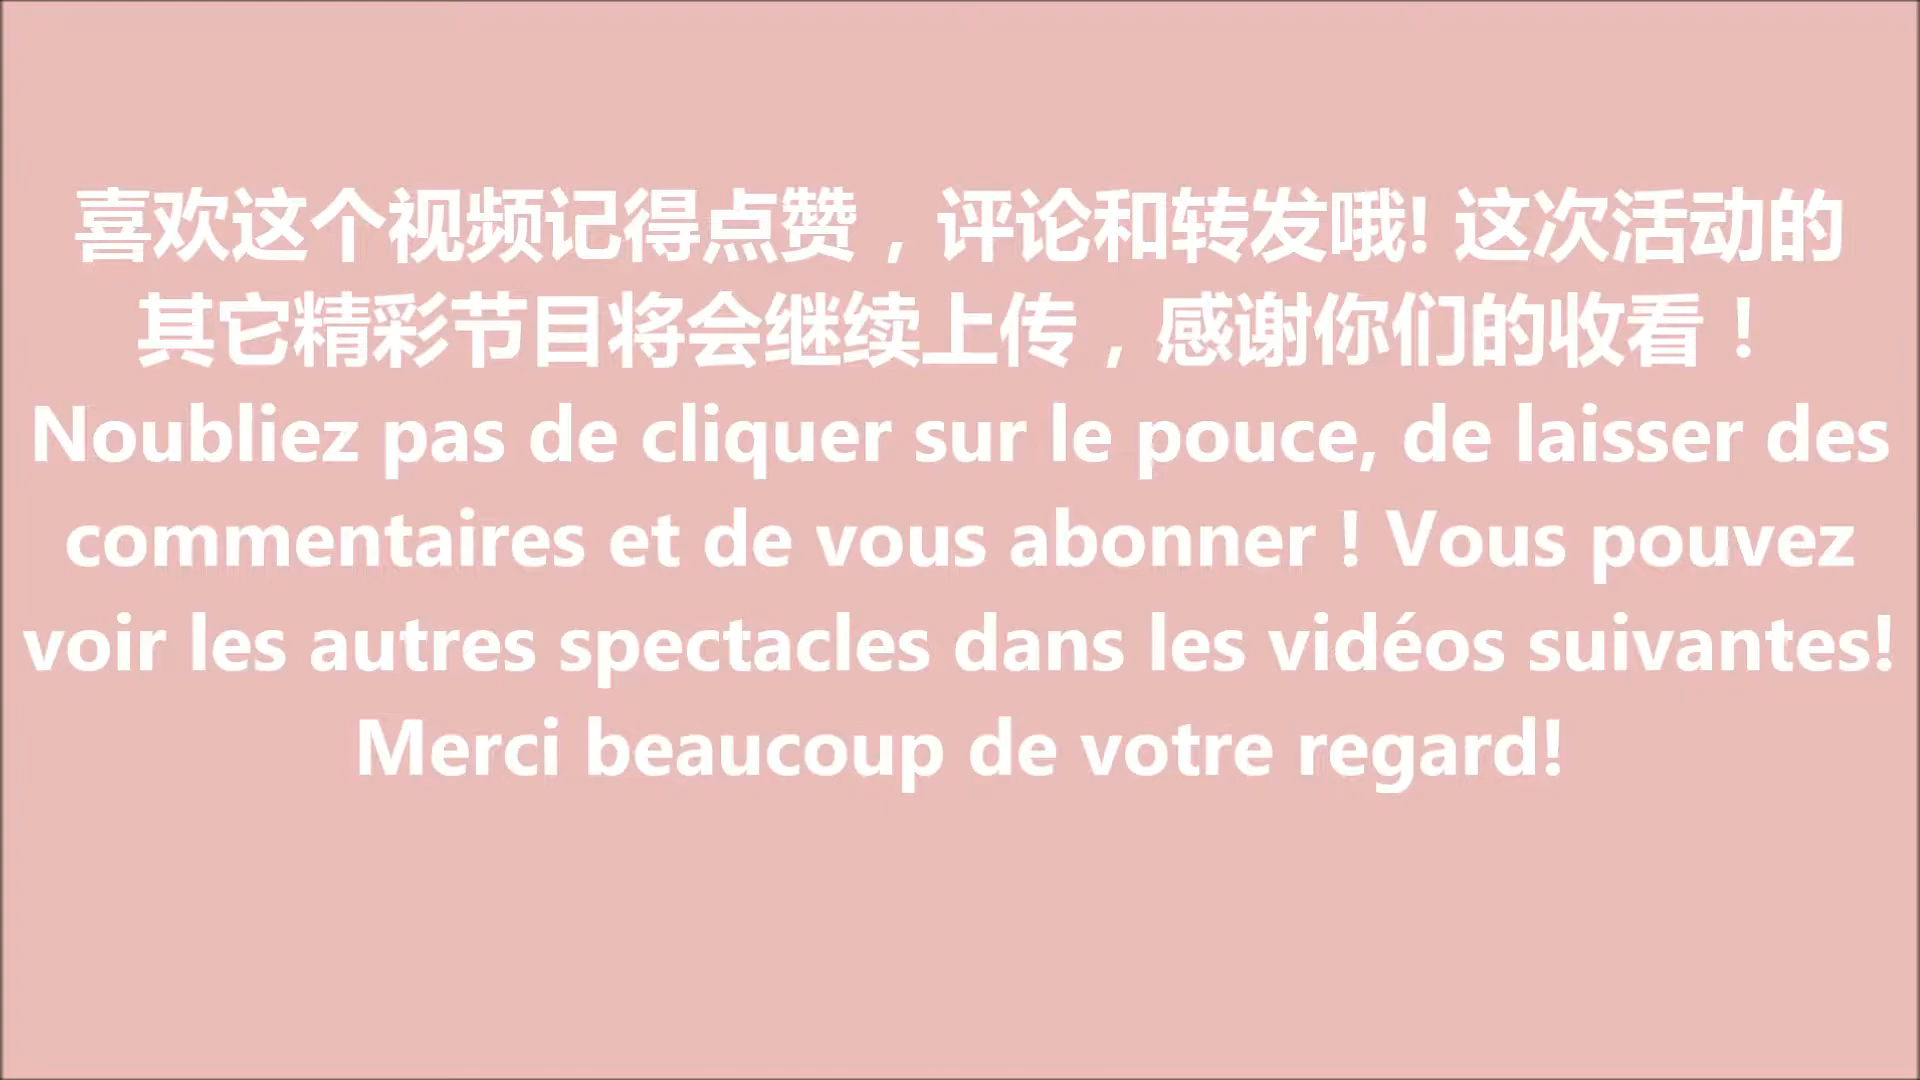 喜欢这个视频记得点赞，评论和转发哦! 这次活动的
其它精彩节目将会继续上传，感谢你们的收看！
Noubliez pas de cliquer sur le pouce, de laisser des
commentaires et de vous abonner ! Vous pouvez
voir les autres spectacles dans les vidéos suivantes!
Merci beaucoup de votre regard!